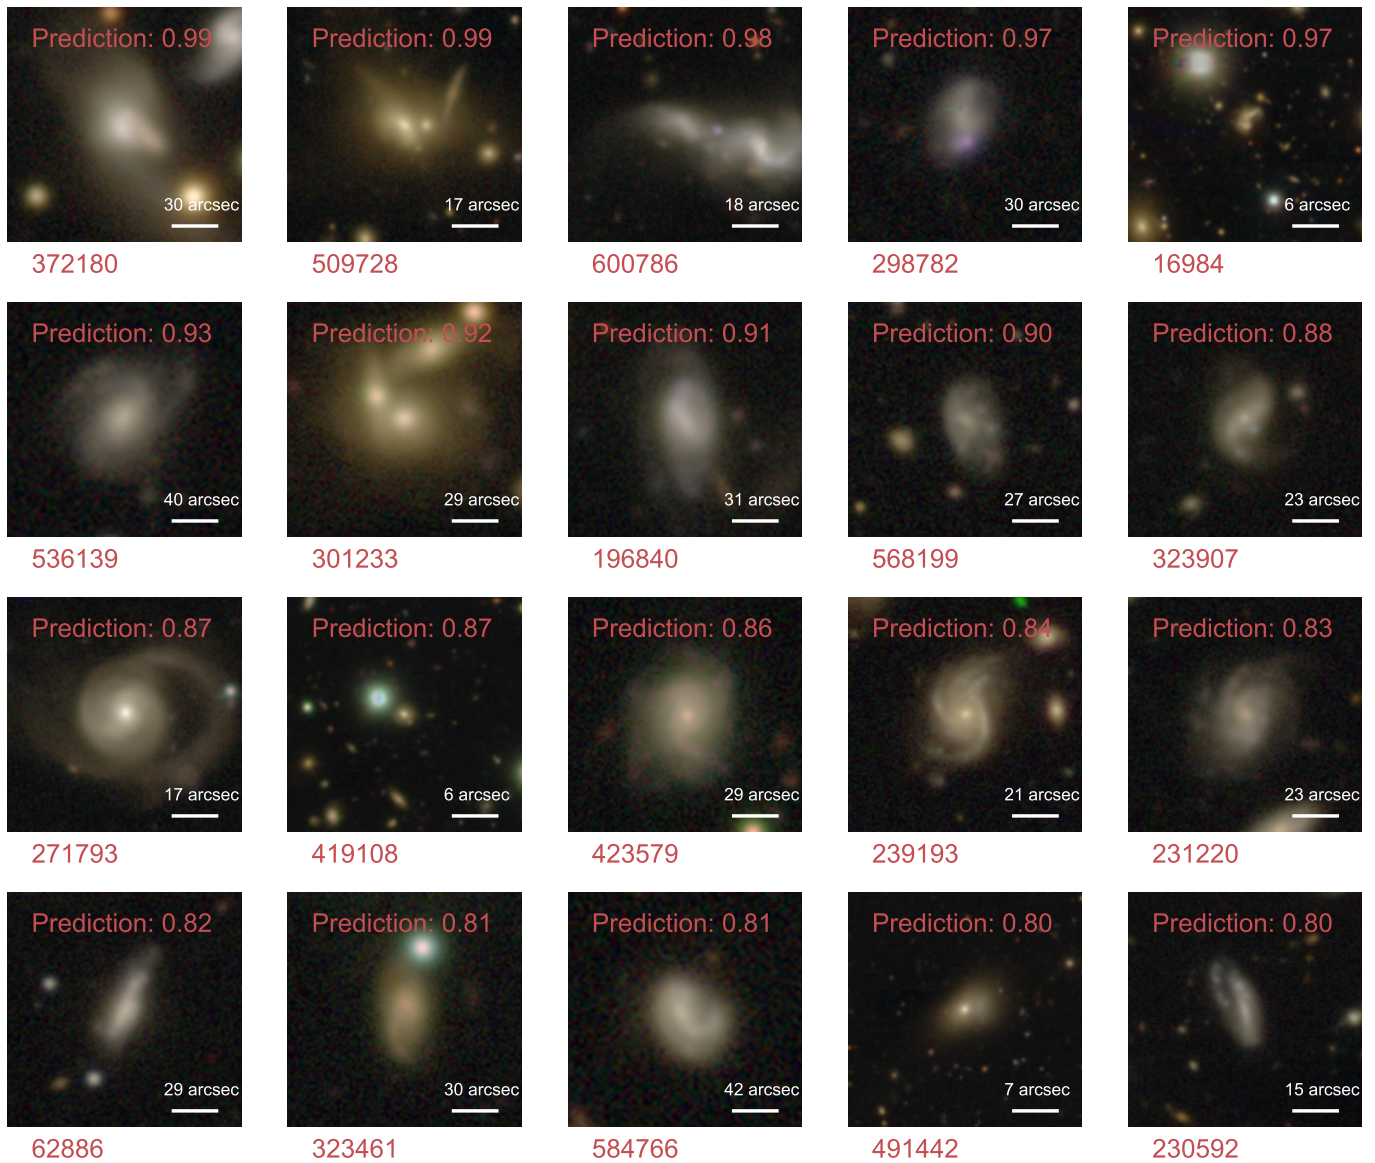 Prediction: 0.99
30 arcsec
372180
Prediction: 0.99
17 arcsec
509728
Prediction: 0.98
18 arcsec
600786
Prediction: 0.97
30 arcsec
298782
Prediction: 0.97
6 arcsec
16984
Prediction: 0.93
40 arcsec
536139
Prediction: 0.92
29 arcsec
301233
Prediction: 0.91
31 arcsec
196840
Prediction: 0.90
27 arcsec
568199
Prediction: 0.88
23 arcsec
323907
Prediction: 0.87
17 arcsec
271793
Prediction: 0.87
6 arcsec
419108
Prediction: 0.86
29 arcsec
423579
Prediction: 0.84
21 arcsec
239193
Prediction: 0.83
23 arcsec
231220
Prediction: 0.82
29 arcsec
62886
Prediction: 0.81
30 arcsec
323461
Prediction: 0.81
42 arcsec
584766
Prediction: 0.80
7 arcsec
491442
Prediction: 0.80
15 arcsec
230592